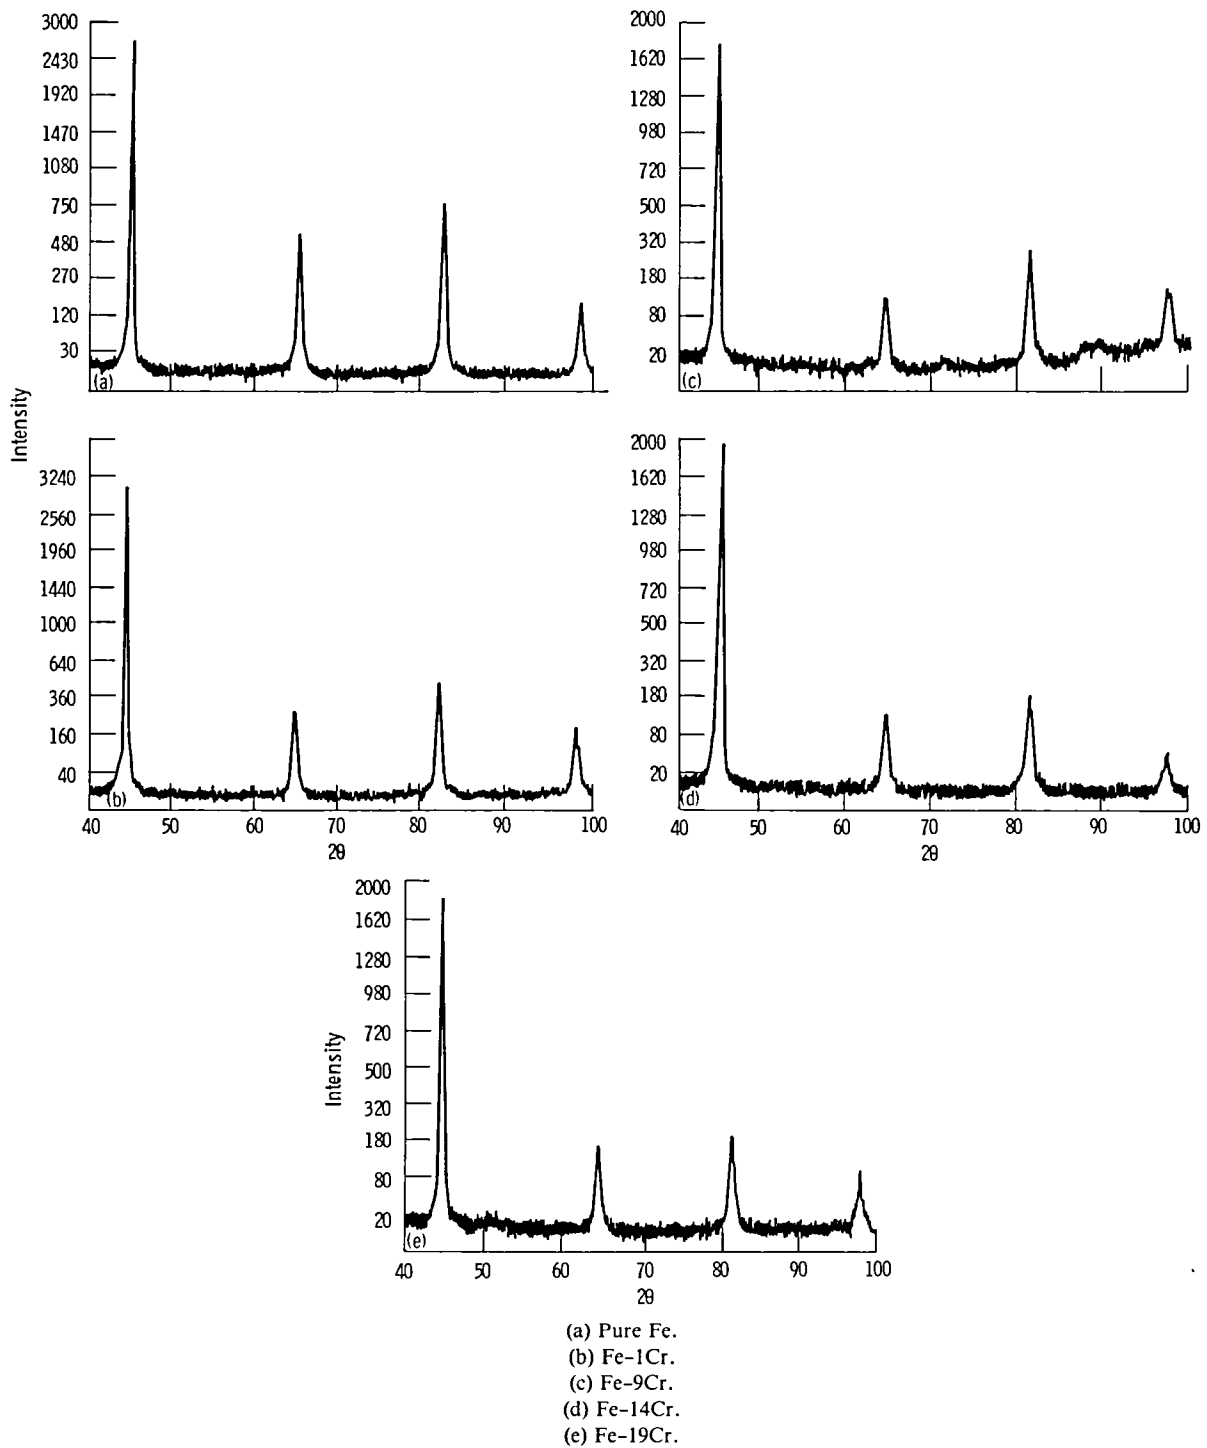 3000
2430
1920
1470
1080
750
480
270
120
30
(a)
2000
1620
1280
980
720
500
320
180
80
20
(c)
Intensity
3240
2560
1960
1440
1000
640
360
160
40
(b)
40 50 60 70 80 90 100
2θ
2000
1620
1280
980
720
500
320
180
80
20
(d)
40 50 60 70 80 90 100
2θ
Intensity
2000
1620
1280
980
720
500
320
180
80
20
(e)
40 50 60 70 80 90 100
2θ
(a) Pure Fe.
(b) Fe-1Cr.
(c) Fe-9Cr.
(d) Fe-14Cr.
(e) Fe-19Cr.